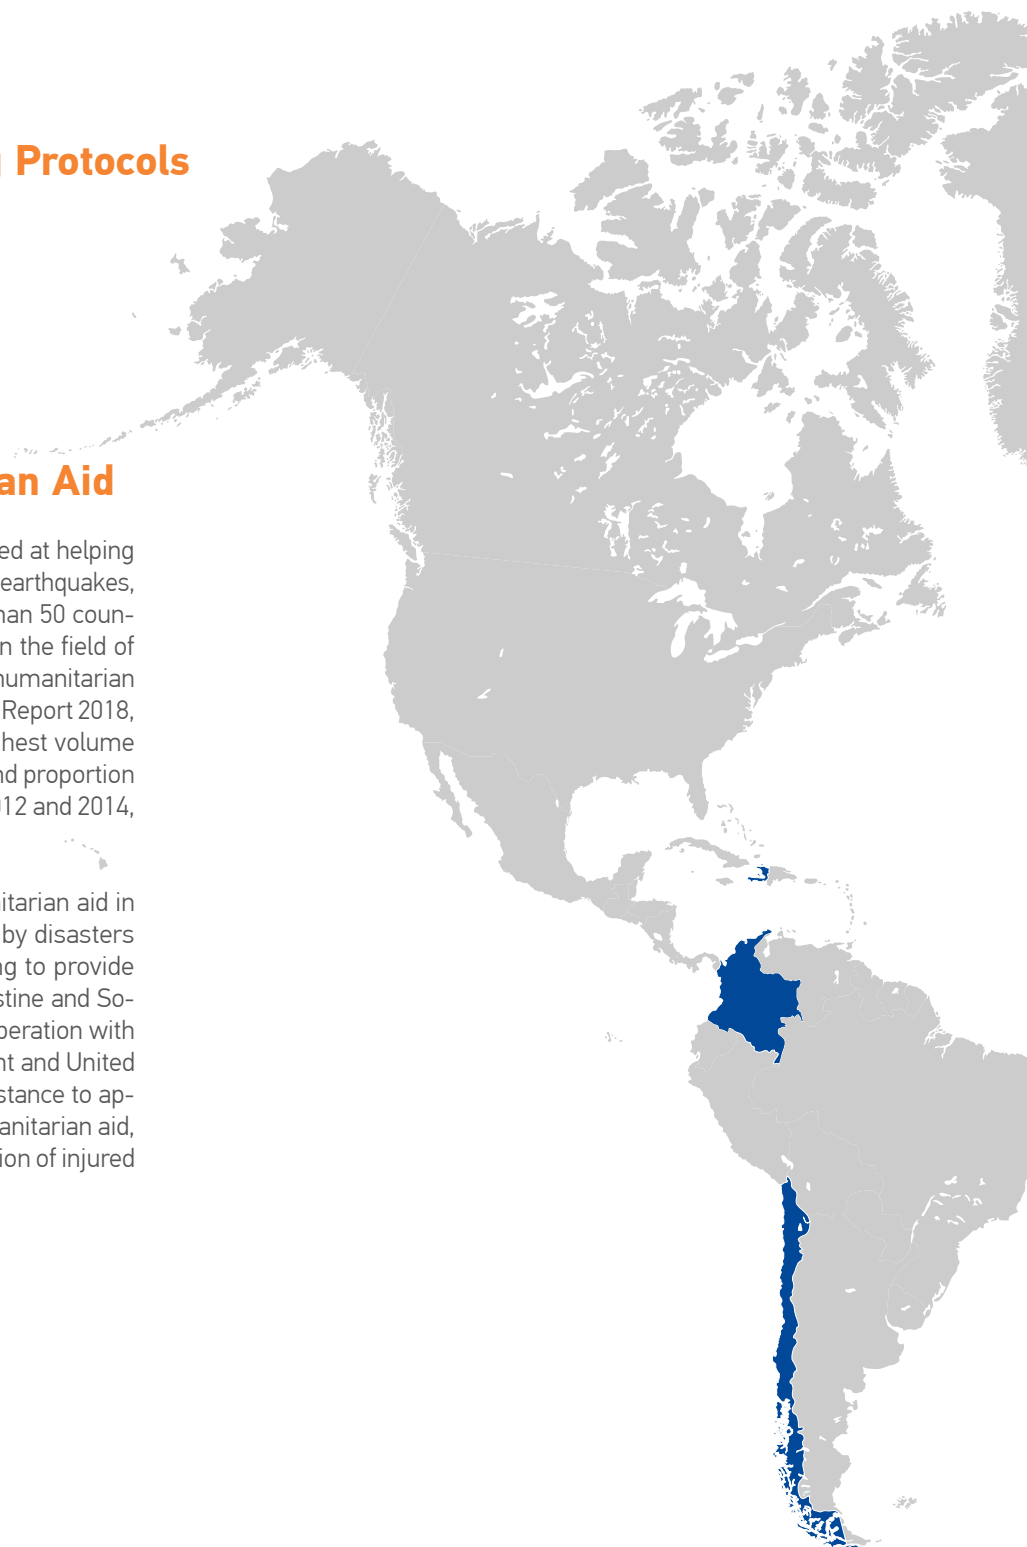 Protocols
an Aid
ed at helping
earthquakes,
han 50 coun-
n the field of
humanitarian
Report 2018,
hest volume
nd proportion
12 and 2014,
itarian aid in
by disasters
ng to provide
stine and So-
peration with
nt and United
stance to ap-
anitarian aid,
ion of injured